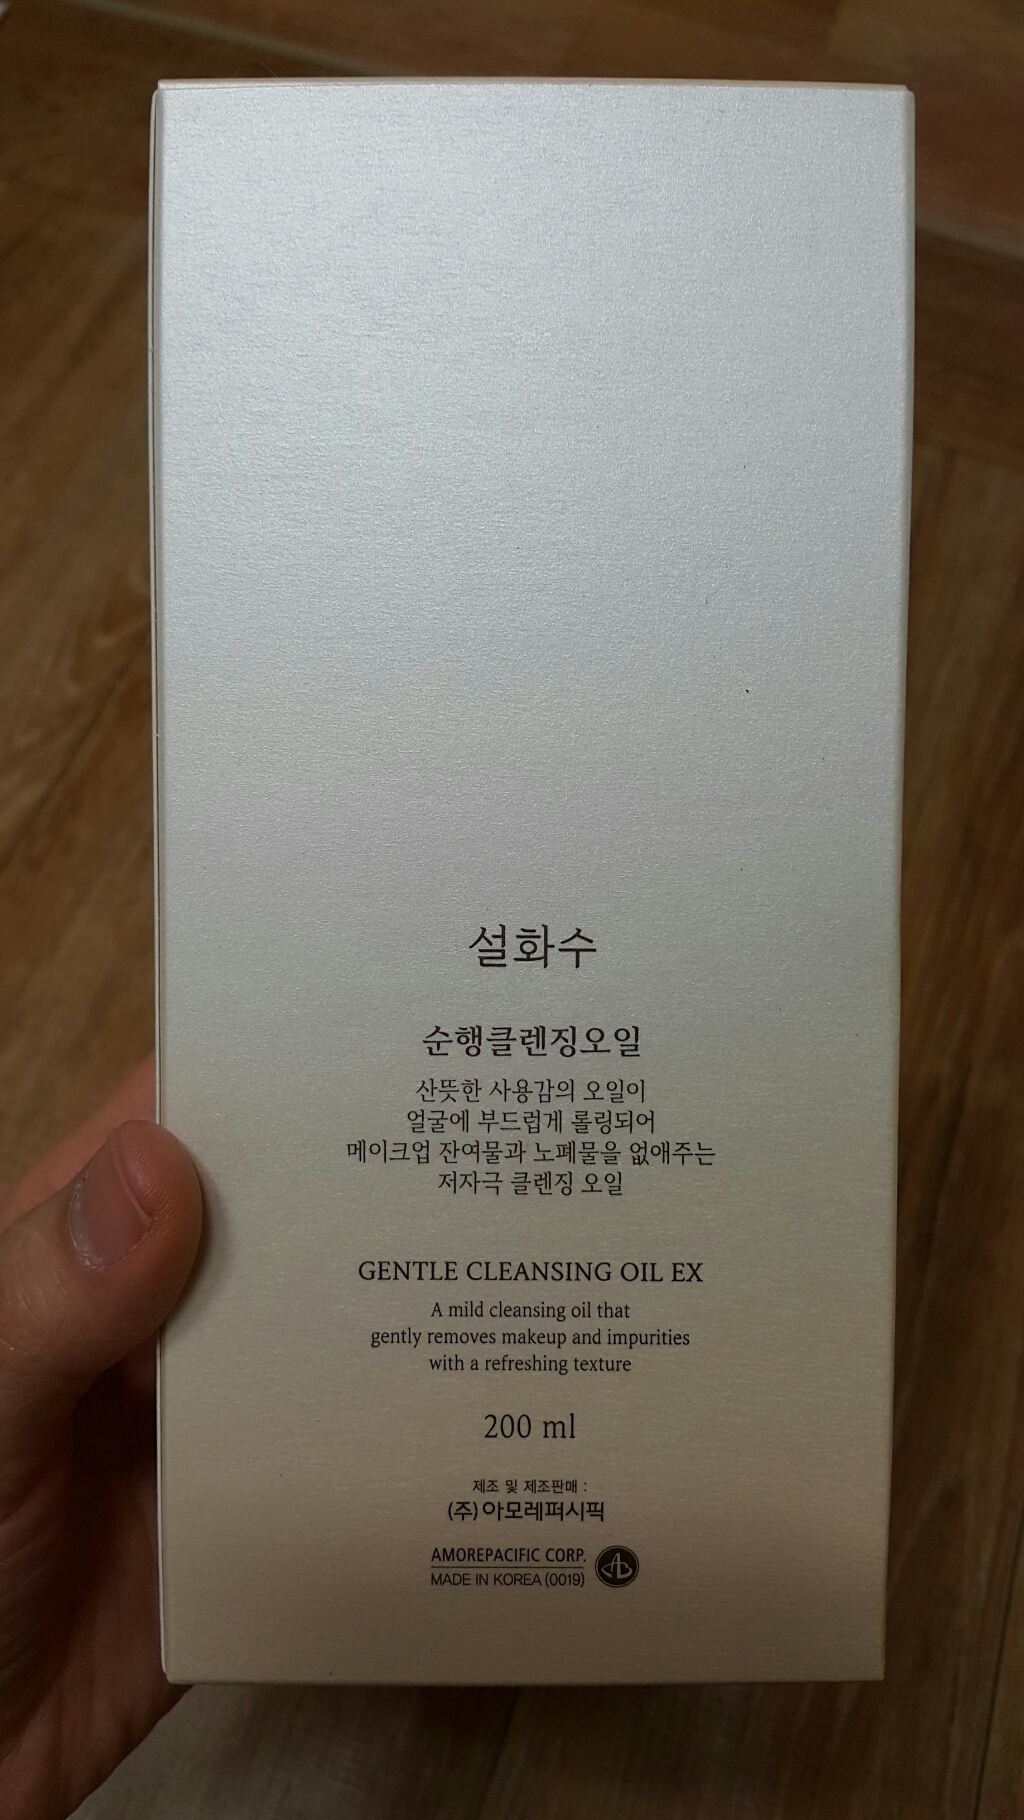 설화수
순행클렌징오일
산뜻한 사용감의 오일이
얼굴에 부드럽게 롤링되어
메이크업 잔여물과 노폐물을 없애주는
저자극 클렌징 오일
GENTLE CLEANSING OIL EX
A mild cleansing oil that
gently removes makeup and impurities
with a refreshing texture
200 ml
제조 및 제조판매 :
(주)아모레퍼시픽
AMOREPACIFIC CORP.
MADE IN KOREA (0019)